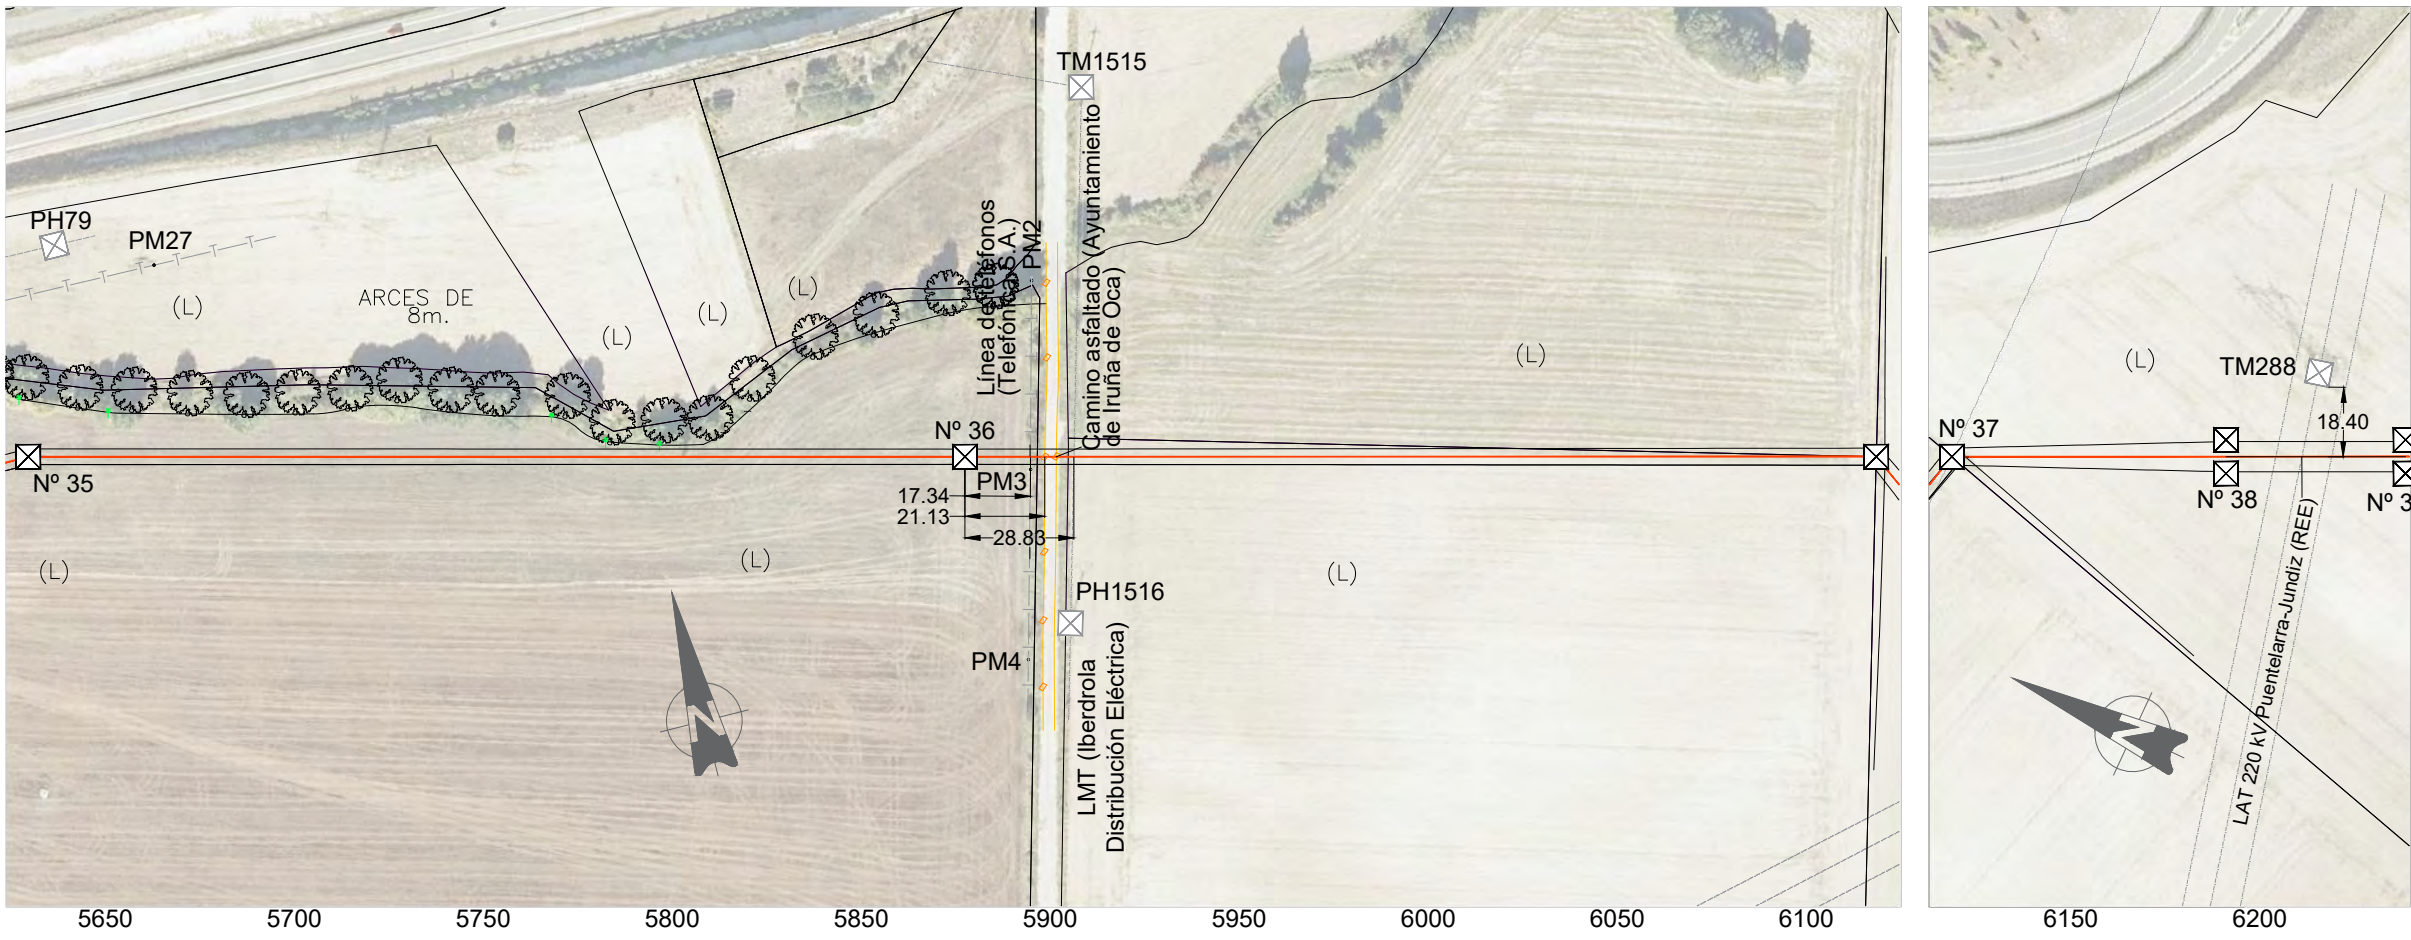 TM1515
PH79
PM27
(L)
ARCES DE
8m.
(L)
(L)
(L)
Línea de teléfonos
(Telefónica S.A.)
PM2
Camino asfaltado (Ayuntamiento
de Iruña de Oca)
(L)
(L)
TM288
18.40
Nº 35
Nº 36
PM3
17.34
21.13
28.83
Nº 37
Nº 38
Nº 3
(L)
(L)
(L)
PH1516
PM4
LMT (Iberdrola
Distribución Eléctrica)
LAT 220 kV Puentelarra-Jundiz (REE)
5650
5700
5750
5800
5850
5900
5950
6000
6050
6100
6150
6200